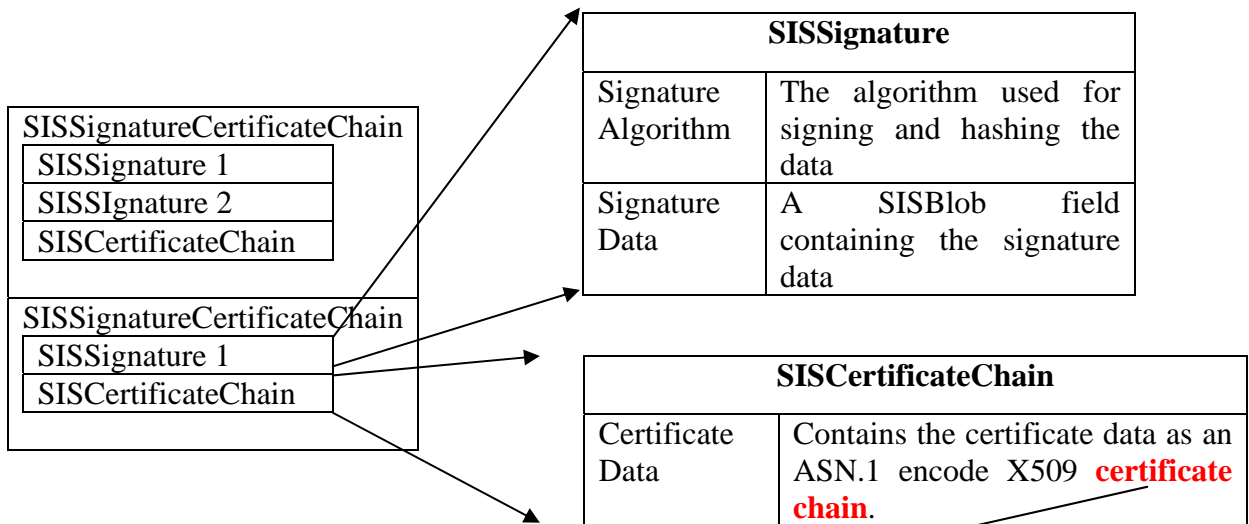 SISSignatureCertificateChain
SISSignature 1
SISSIgnature 2
SISCertificateChain
SISSignatureCertificateChain
SISSignature 1
SISCertificateChain
SISSignature
Signature
Algorithm
The algorithm used for
signing and hashing the
data
Signature
Data
A SISBlob field
containing the signature
data
SISCertificateChain
Certificate
Data
Contains the certificate data as an
ASN.1 encode X509 certificate
chain.